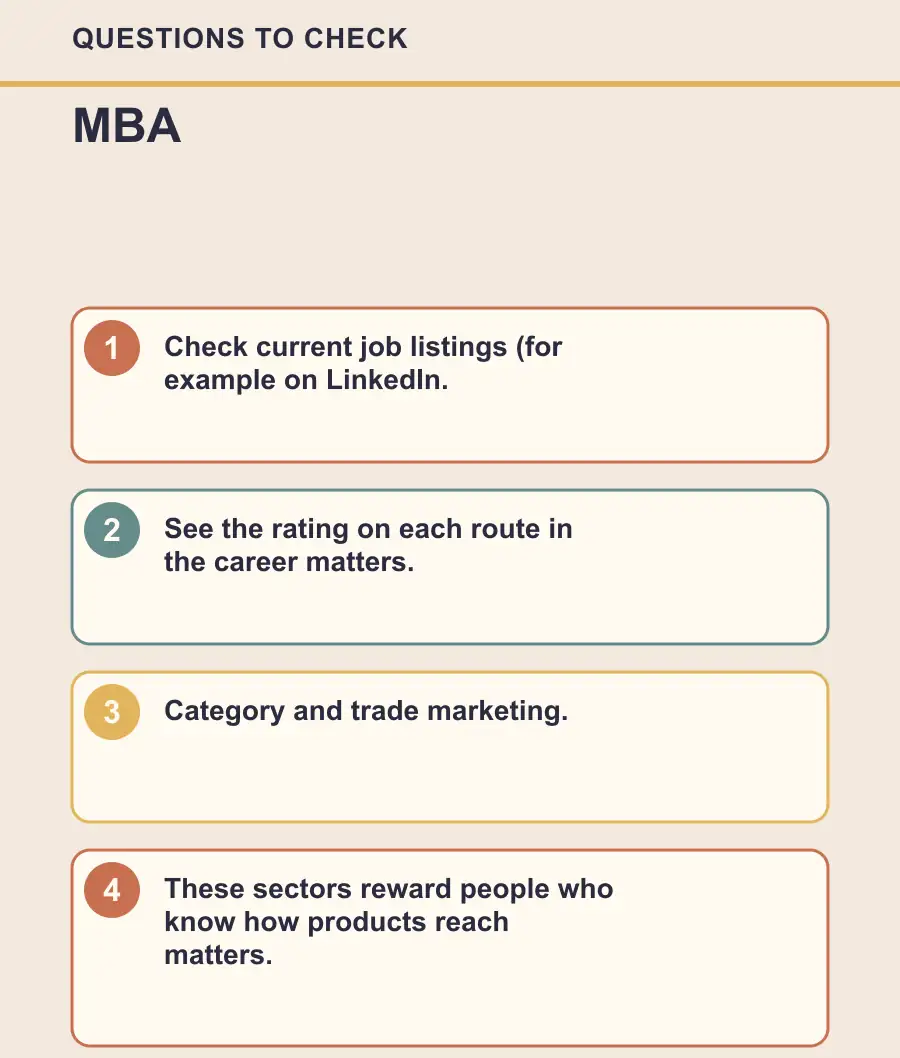 QUESTIONS TO CHECK
MBA
1
Check current job listings (for
example on LinkedIn.
2
See the rating on each route in
the career matters.
3
Category and trade marketing.
4
These sectors reward people who
know how products reach
matters.